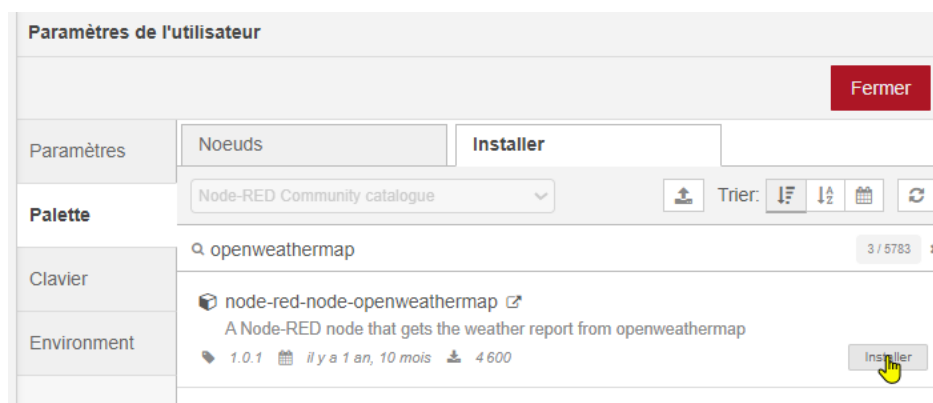 Paramètres de l'utilisateur
Fermer
Paramètres
Noeuds
Installer
Node-RED Community catalogue
Trier:
Palette
openweathermap
3 / 5783
Clavier
node-red-node-openweathermap
A Node-RED node that gets the weather report from openweathermap
Environment
1.0.1 il y a 1 an, 10 mois 4 600
Installer